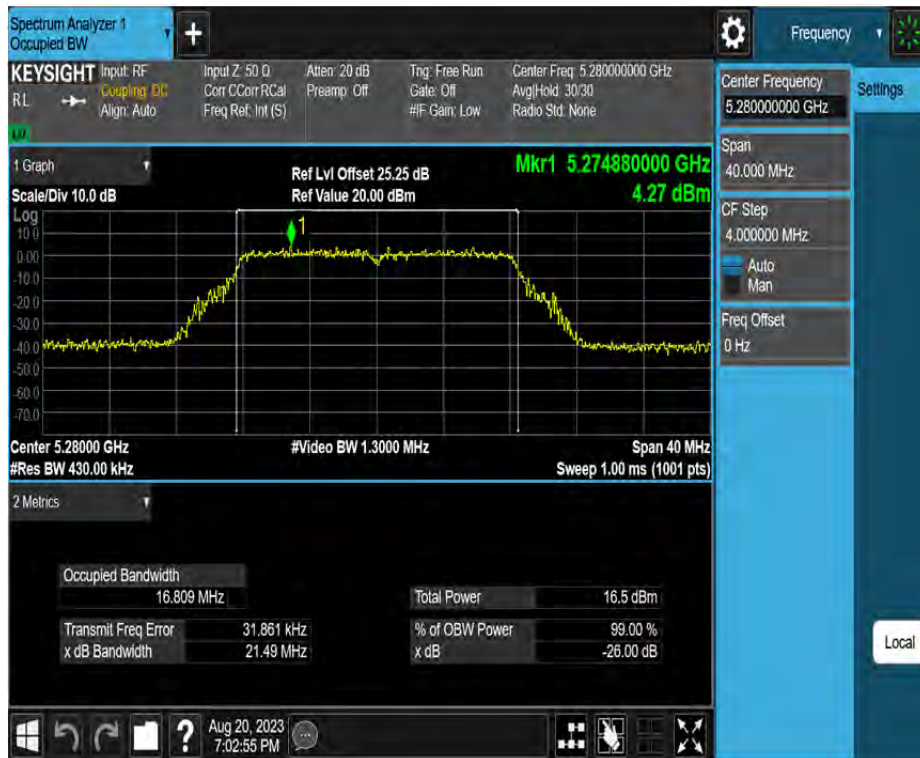 Spectrum Analyzer 1
Occupied BW
+
Frequency
KEYSIGHT
RL
Input: RF
Coupling: DC
Align: Auto
Input Z: 50 Ω
Corr CCorr RCal
Freq Ref: Int (S)
Atten: 20 dB
Preamp: Off
Trig: Free Run
Gate: Off
#IF Gain: Low
Center Freq: 5.280000000 GHz
Avg|Hold: 30/30
Radio Std: None
Center Frequency
5.280000000 GHz
Settings
Span
40.000 MHz
CF Step
4.000000 MHz
Auto
Man
Freq Offset
0 Hz
1 Graph
Scale/Div 10.0 dB
Ref Lvl Offset 25.25 dB
Ref Value 20.00 dBm
Mkr1 5.274880000 GHz
4.27 dBm
Log
10.0
0.00
-10.0
-20.0
-30.0
-40.0
-50.0
-60.0
-70.0
1
Center 5.28000 GHz
#Video BW 1.3000 MHz
Span 40 MHz
#Res BW 430.00 kHz
Sweep 1.00 ms (1001 pts)
2 Metrics
Occupied Bandwidth
16.809 MHz
Total Power 16.5 dBm
Transmit Freq Error 31.861 kHz
% of OBW Power 99.00 %
x dB Bandwidth 21.49 MHz
x dB -26.00 dB
Local
?
Aug 20, 2023
7:02:55 PM